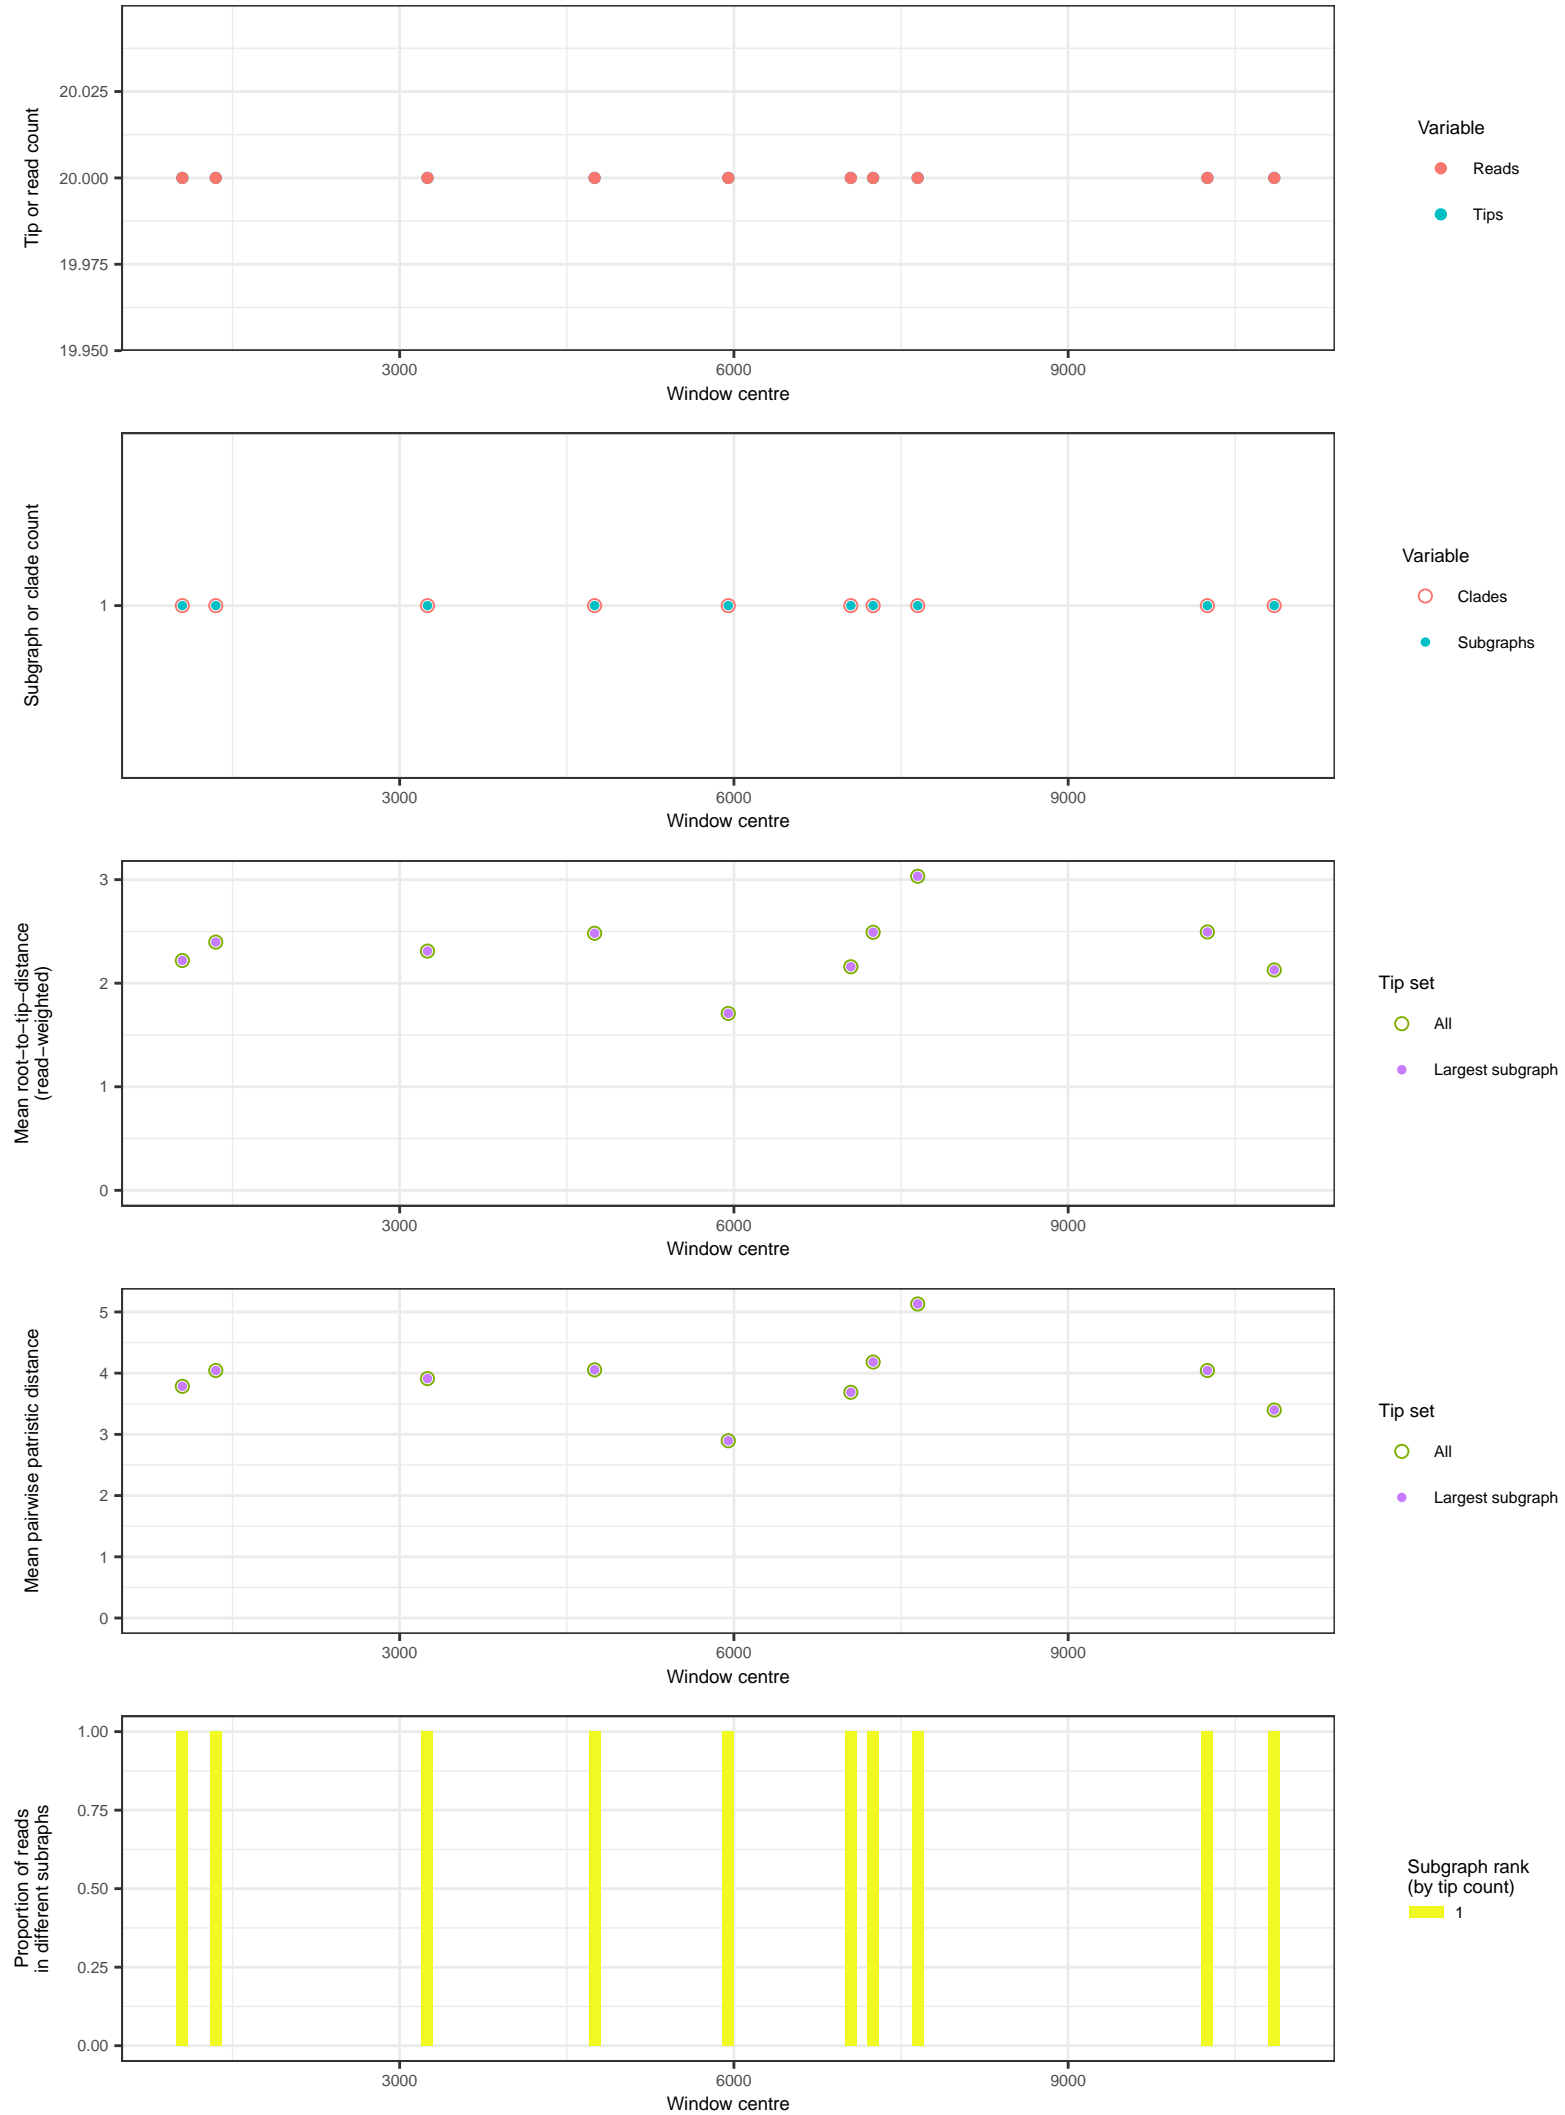 Tip or read count
20.025
20.000
19.975
19.950
3000
6000
9000
Window centre
Variable
Reads
Tips
Subgraph or clade count
1
3000
6000
9000
Window centre
Variable
Clades
Subgraphs
Mean root−to−tip−distance
(read−weighted)
3
2
1
0
3000
6000
9000
Window centre
Tip set
All
Largest subgraph
Mean pairwise patristic distance
5
4
3
2
1
0
3000
6000
9000
Window centre
Tip set
All
Largest subgraph
Proportion of reads
in different subraphs
1.00
0.75
0.50
0.25
0.00
3000
6000
9000
Window centre
Subgraph rank
(by tip count)
1